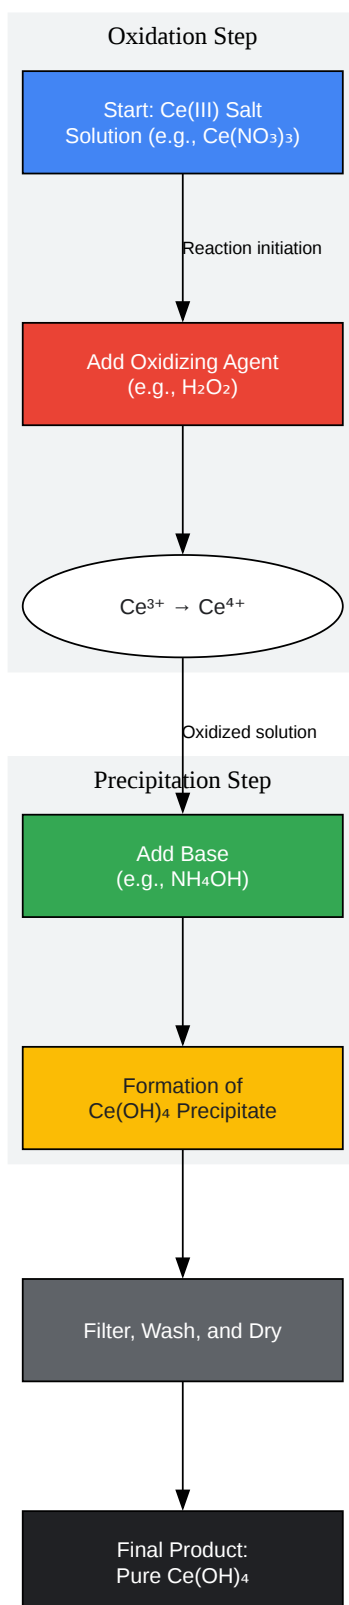 Oxidation Step
Start: Ce(III) Salt
Solution (e.g., Ce(NO₃)₃)
Reaction initiation
Add Oxidizing Agent
(e.g., H₂O₂)
Ce³⁺ → Ce⁴⁺
Oxidized solution
Precipitation Step
Add Base
(e.g., NH₄OH)
Formation of
Ce(OH)₄ Precipitate
Filter, Wash, and Dry
Final Product:
Pure Ce(OH)₄